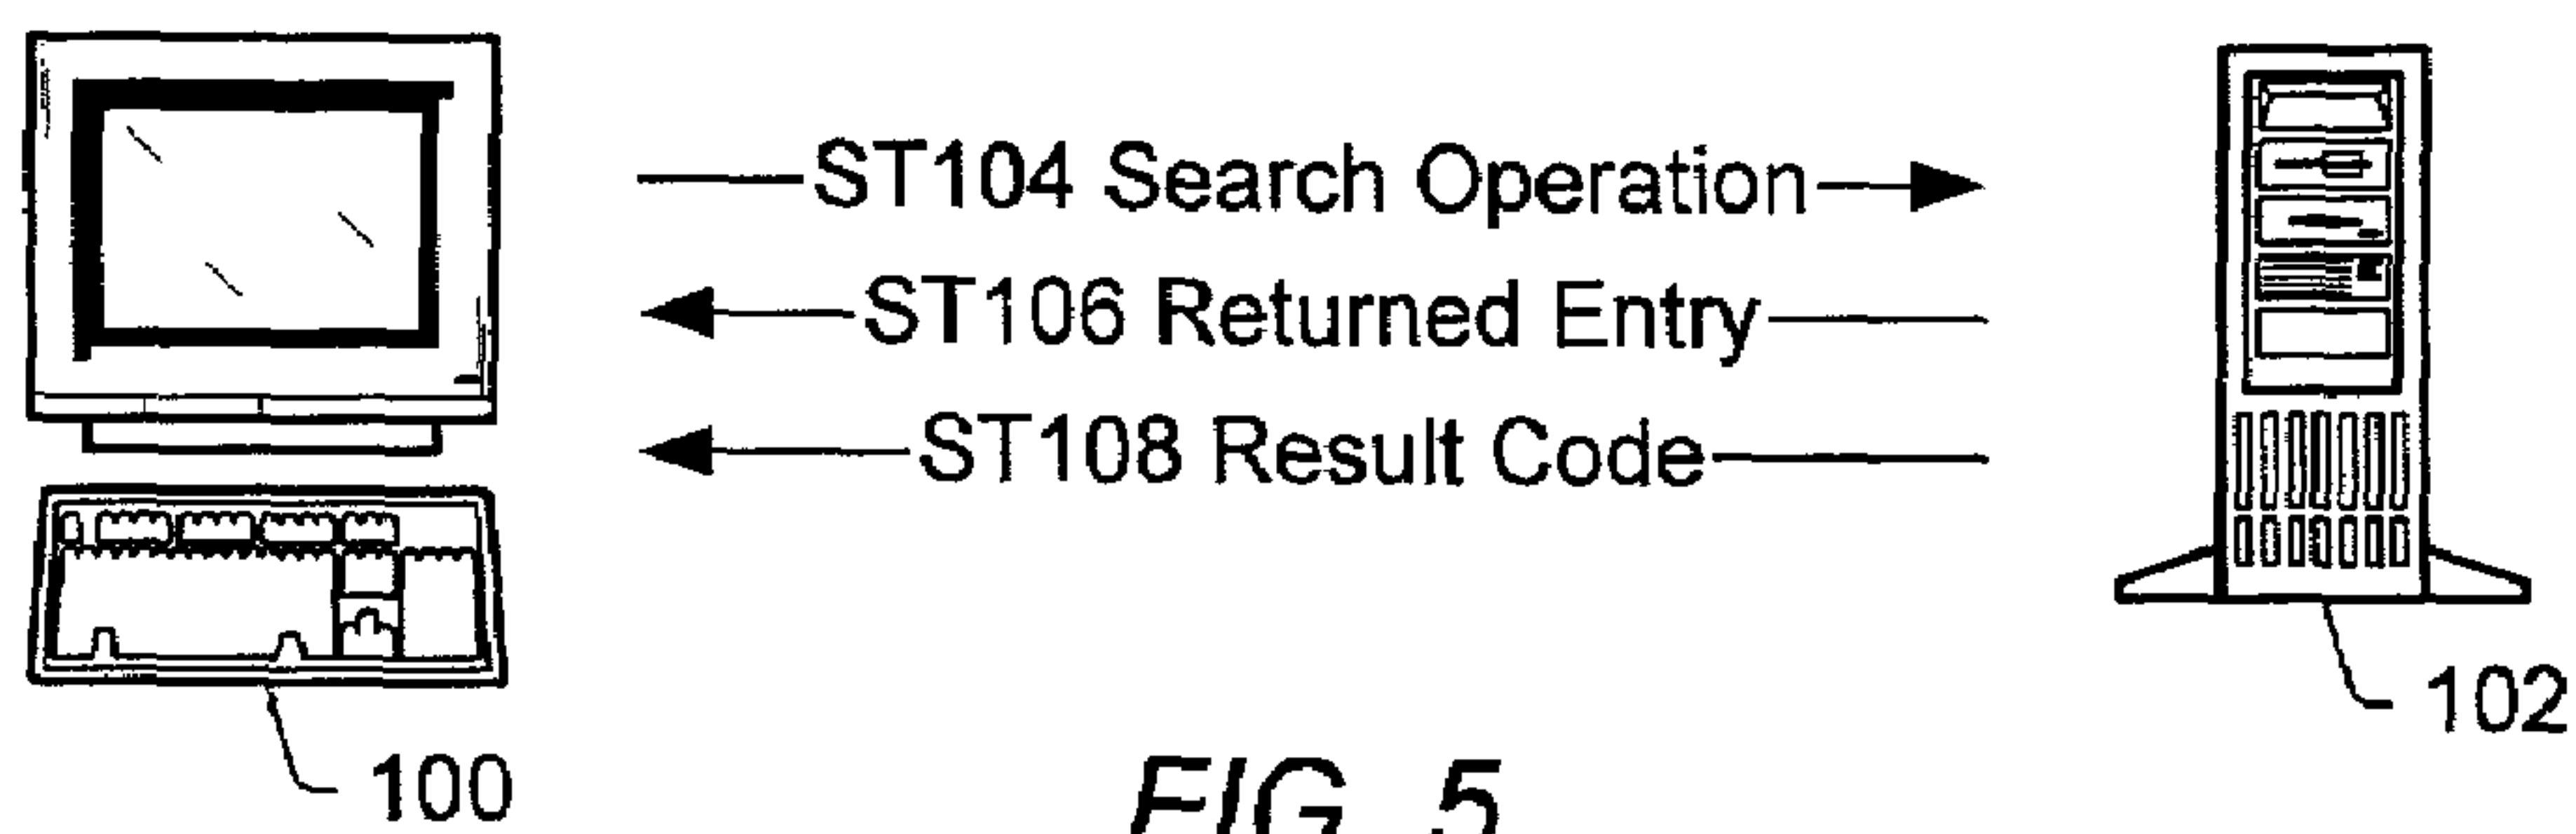 ST104 Search Operation
ST106 Returned Entry
ST108 Result Code
102
100
FIG. 5